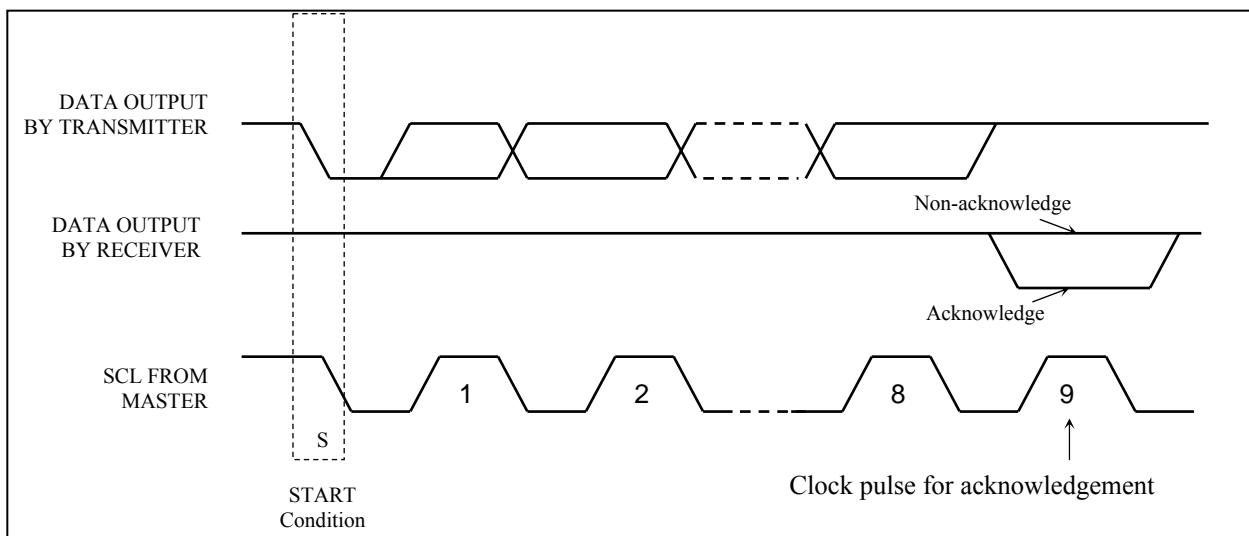 DATA OUTPUT
BY TRANSMITTER
Non-acknowledge
DATA OUTPUT
BY RECEIVER
Acknowledge
SCL FROM
MASTER
1
2
8
9
S
START
Condition
Clock pulse for acknowledgement